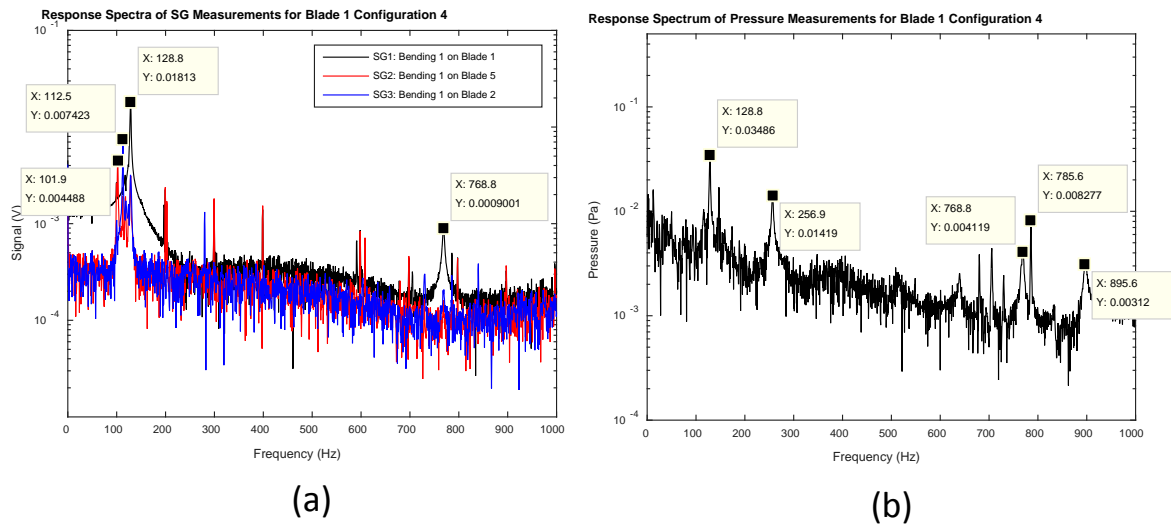 Response Spectra of SG Measurements for Blade 1 Configuration 4
10⁻¹
10⁻³
10⁻⁴
Signal (V)
X: 128.8
Y: 0.01813
X: 112.5
Y: 0.007423
X: 101.9
Y: 0.004488
X: 768.8
Y: 0.0009001
SG1: Bending 1 on Blade 1
SG2: Bending 1 on Blade 5
SG3: Bending 1 on Blade 2
0 100 200 300 400 500 600 700 800 900 1000
Frequency (Hz)
(a)
Response Spectrum of Pressure Measurements for Blade 1 Configuration 4
10⁻¹
10⁻²
10⁻³
10⁻⁴
Pressure (Pa)
X: 128.8
Y: 0.03486
X: 256.9
Y: 0.01419
X: 768.8
Y: 0.004119
X: 785.6
Y: 0.008277
X: 895.6
Y: 0.00312
0 100 200 300 400 500 600 700 800 900 1000
Frequency (Hz)
(b)